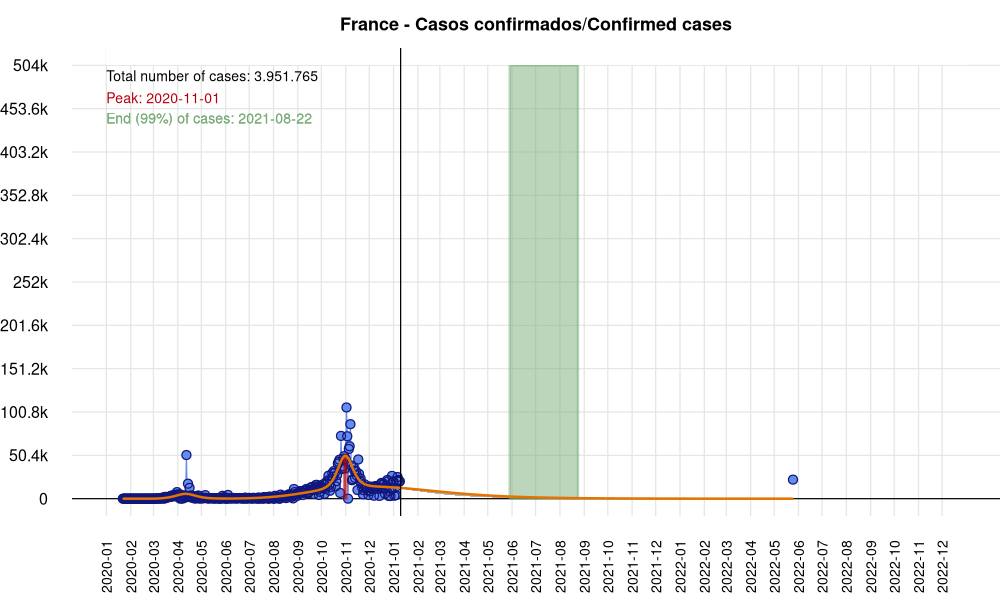 France - Casos confirmados/Confirmed cases
504k
453.6k
403.2k
352.8k
302.4k
252k
201.6k
151.2k
100.8k
50.4k
0
Total number of cases: 3.951.765
Peak: 2020-11-01
End (99%) of cases: 2021-08-22
2020-01
2020-02
2020-03
2020-04
2020-05
2020-06
2020-07
2020-08
2020-09
2020-10
2020-11
2020-12
2021-01
2021-02
2021-03
2021-04
2021-05
2021-06
2021-07
2021-08
2021-09
2021-10
2021-11
2021-12
2022-01
2022-02
2022-03
2022-04
2022-05
2022-06
2022-07
2022-08
2022-09
2022-10
2022-11
2022-12